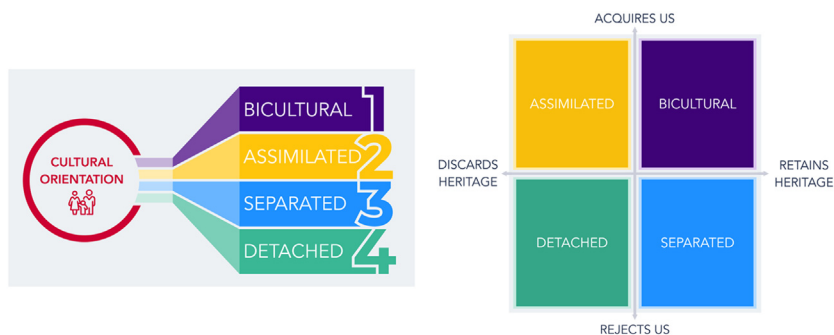 CULTURAL
ORIENTATION
BICULTURAL 1
ASSIMILATED 2
SEPARATED 3
DETACHED 4
ACQUIRES US
ASSIMILATED
BICULTURAL
DISCARDS
HERITAGE
RETAINS
HERITAGE
DETACHED
SEPARATED
REJECTS US